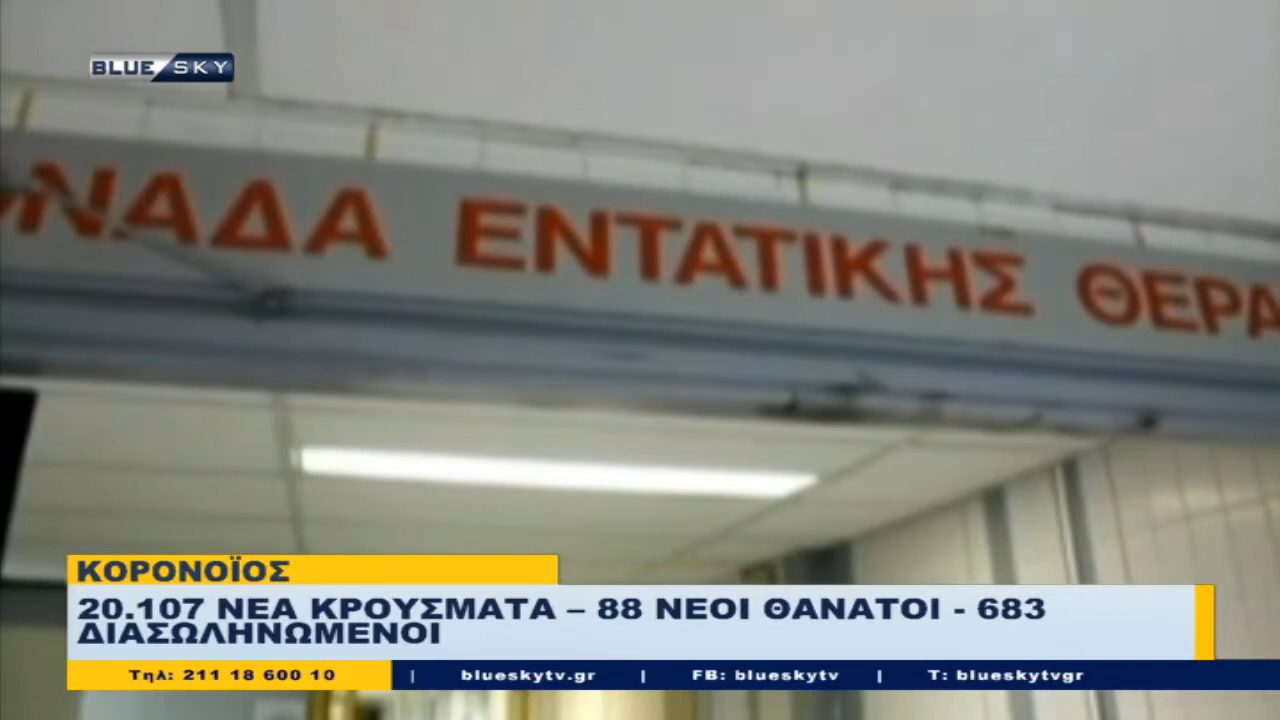 BLUE SKY
ΝΑΔΑ ΕΝΤΑΤΙΚΗΣ ΘΕΡΑ
ΚΟΡΟΝΟΪΟΣ
20.107 ΝΕΑ ΚΡΟΥΣΜΑΤΑ – 88 ΝΕΟΙ ΘΑΝΑΤΟΙ - 683
ΔΙΑΣΩΛΗΝΩΜΕΝΟΙ
Τηλ: 211 18 600 10 | blueskytv.gr | FB: blueskytv | T: blueskytvgr